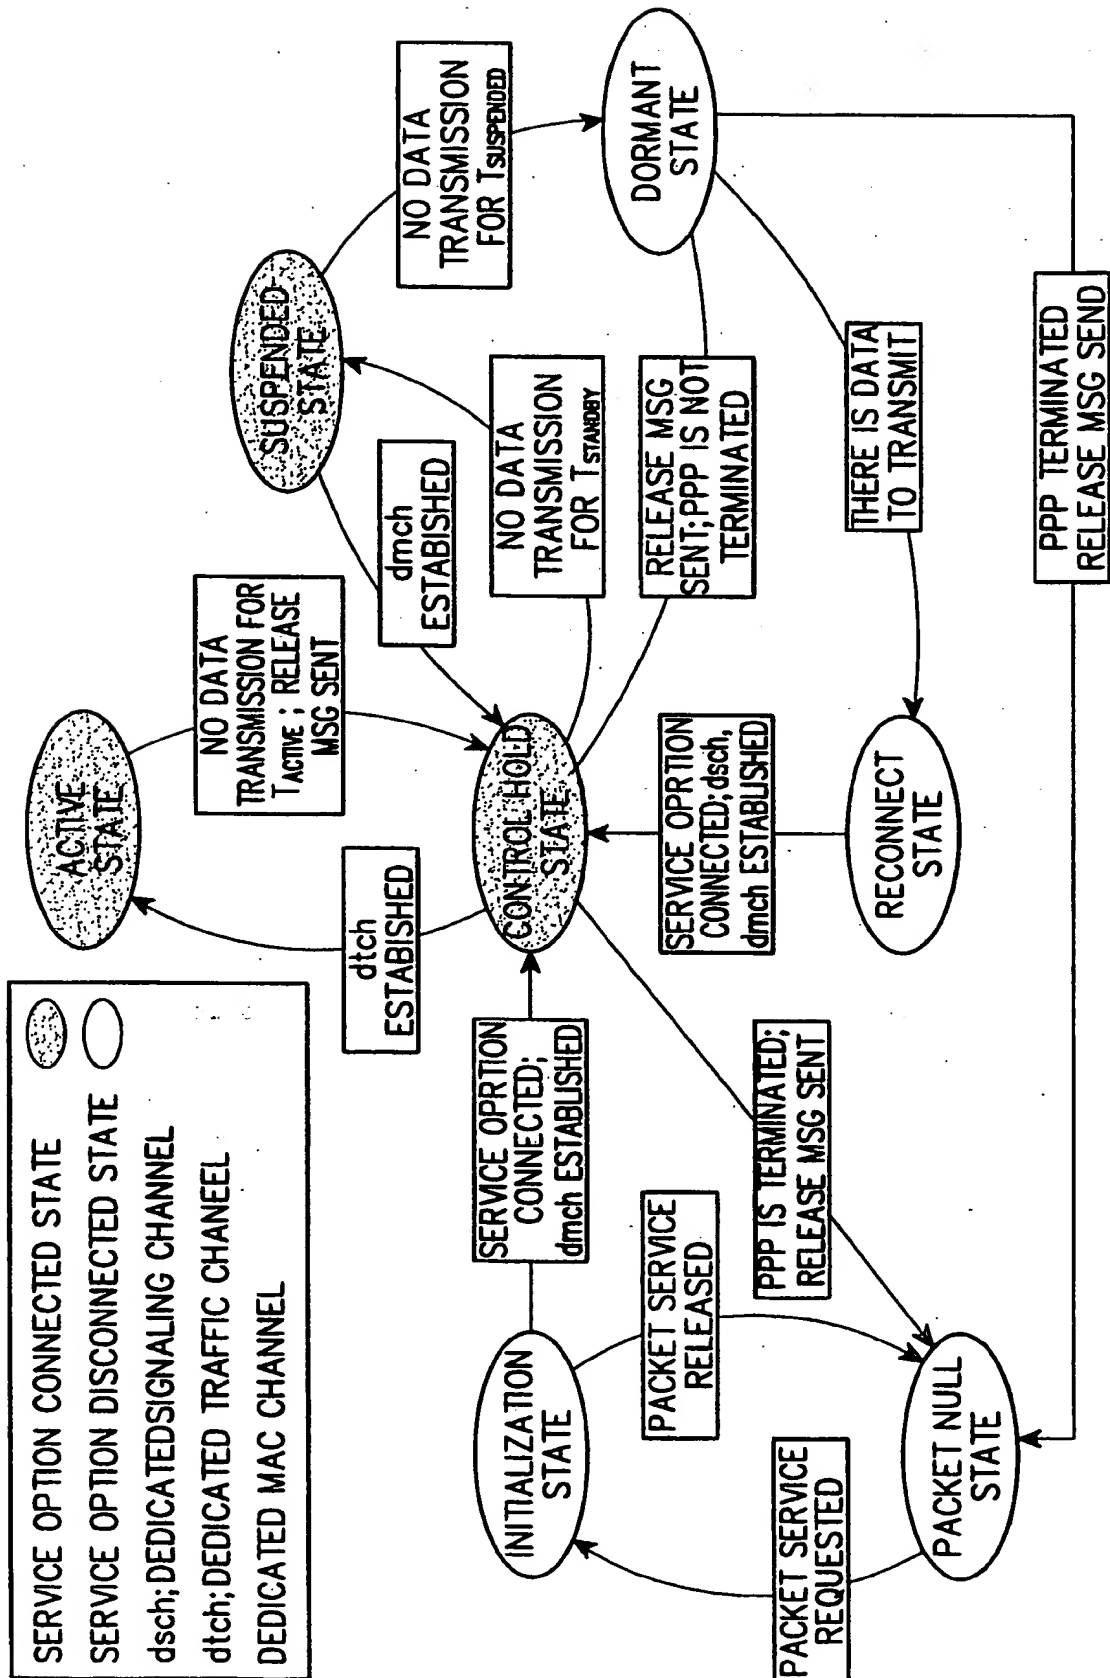 SERVICE OPTION CONNECTED STATE
SERVICE OPTION DISCONNECTED STATE
dsch;DEDICATEDSIGNALING CHANNEL
dtch;DEDICATED TRAFFIC CHANEEL
DEDICATED MAC CHANNEL
ACTIVE
STATE
NO DATA
TRANSMISSION FOR
TACTIVE ; RELEASE
MSG SENT
dtch
ESTABISHED
SUSPENDED
STATE
dmch
ESTABISHED
NO DATA
TRANSMISSION
FOR TSUSPENDED
NO DATA
TRANSMISSION
FOR TSTANDBY
CONTROL HOLD
STATE
SERVICE OPRTION
CONNECTED;
dmch ESTABLISHED
INITIALIZATION
STATE
DORMANT
STATE
RELEASE MSG
SENT;PPP IS NOT
TERMINATED
SERVICE OPRTION
CONNECTED;dsch,
dmch ESTABLISHED
PACKET SERVICE
RELEASED
PPP IS TERMINATED;
RELEASE MSG SENT
THERE IS DATA
TO TRANSMIT
RECONNECT
STATE
PACKET SERVICE
REQUESTED
PACKET NULL
STATE
PPP TERMINATED
RELEASE MSG SEND